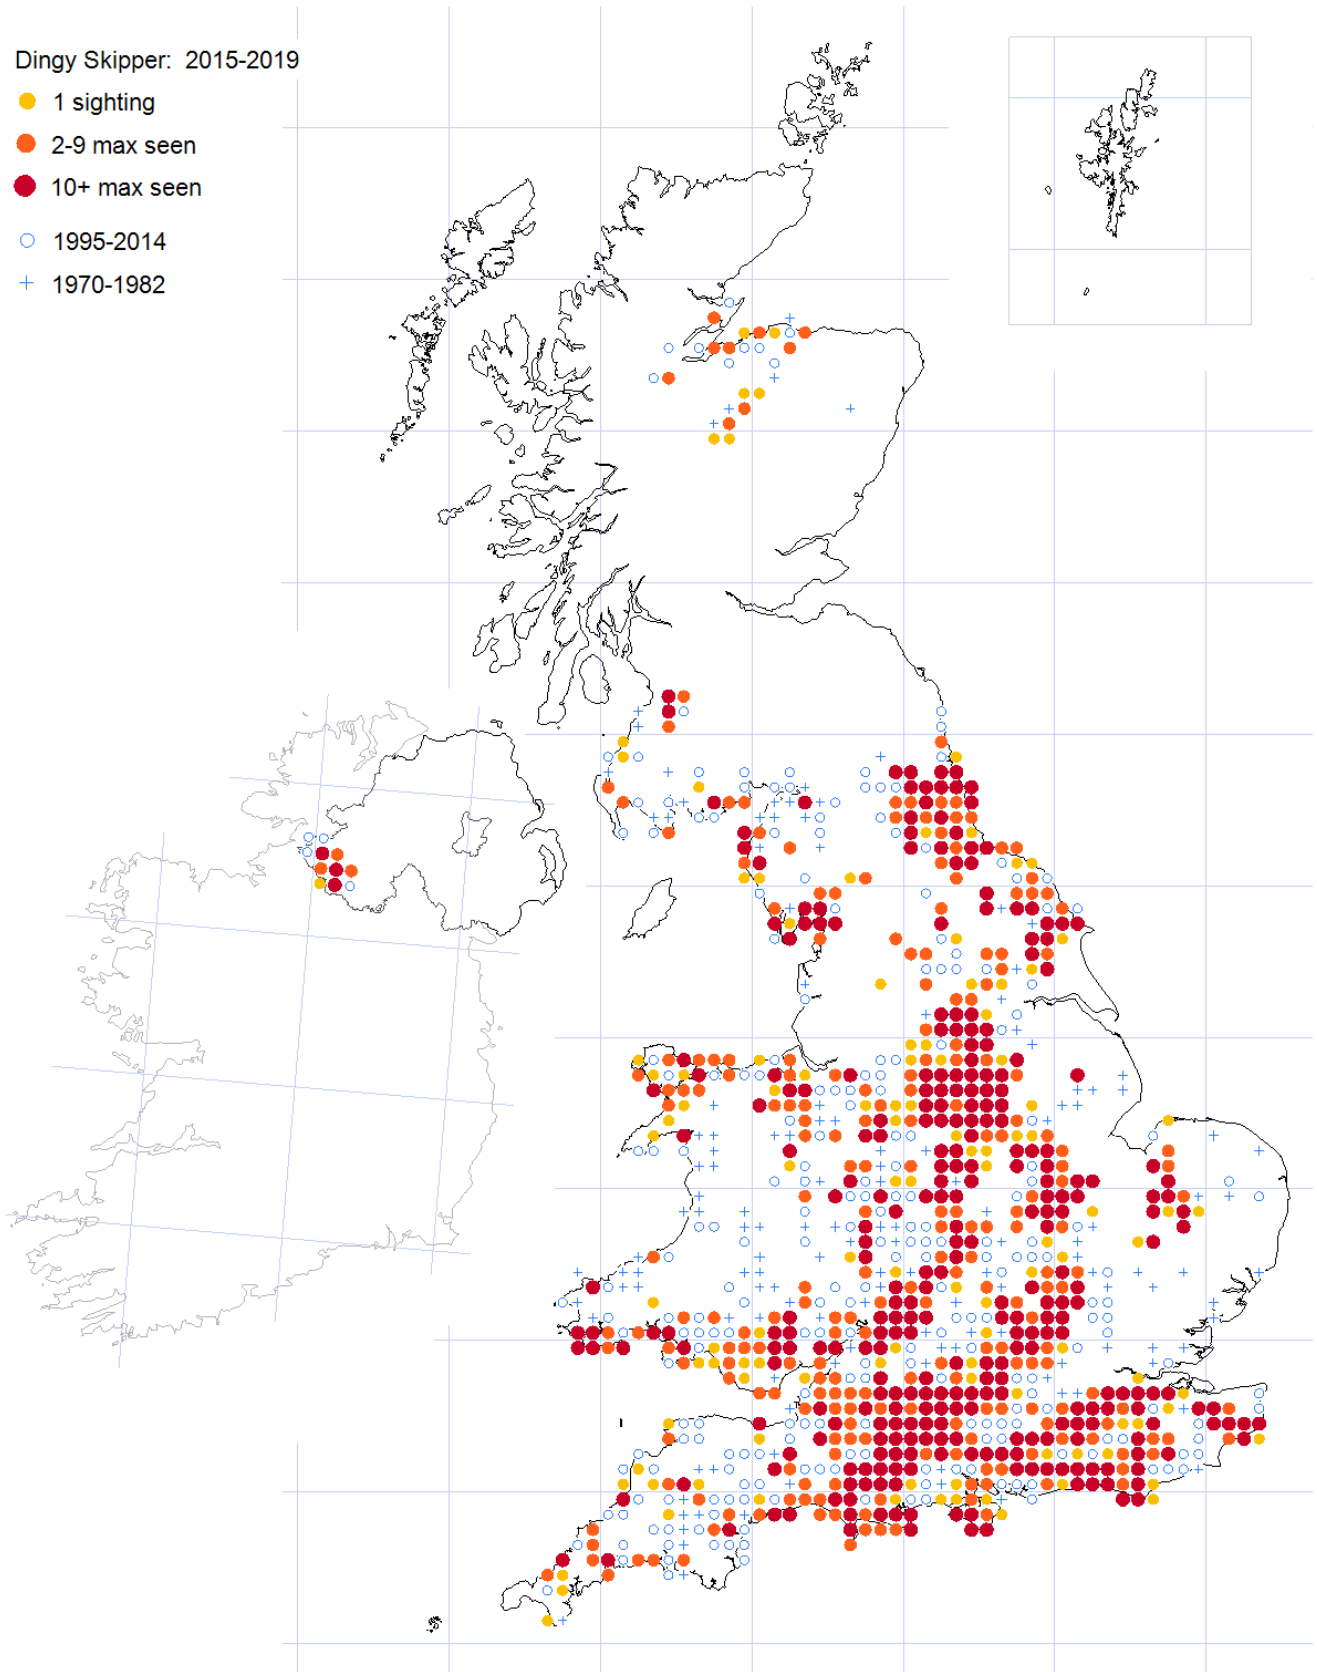 Dingy Skipper:  2015-2019
1 sighting
2-9 max seen
10+ max seen
1995-2014
1970-1982